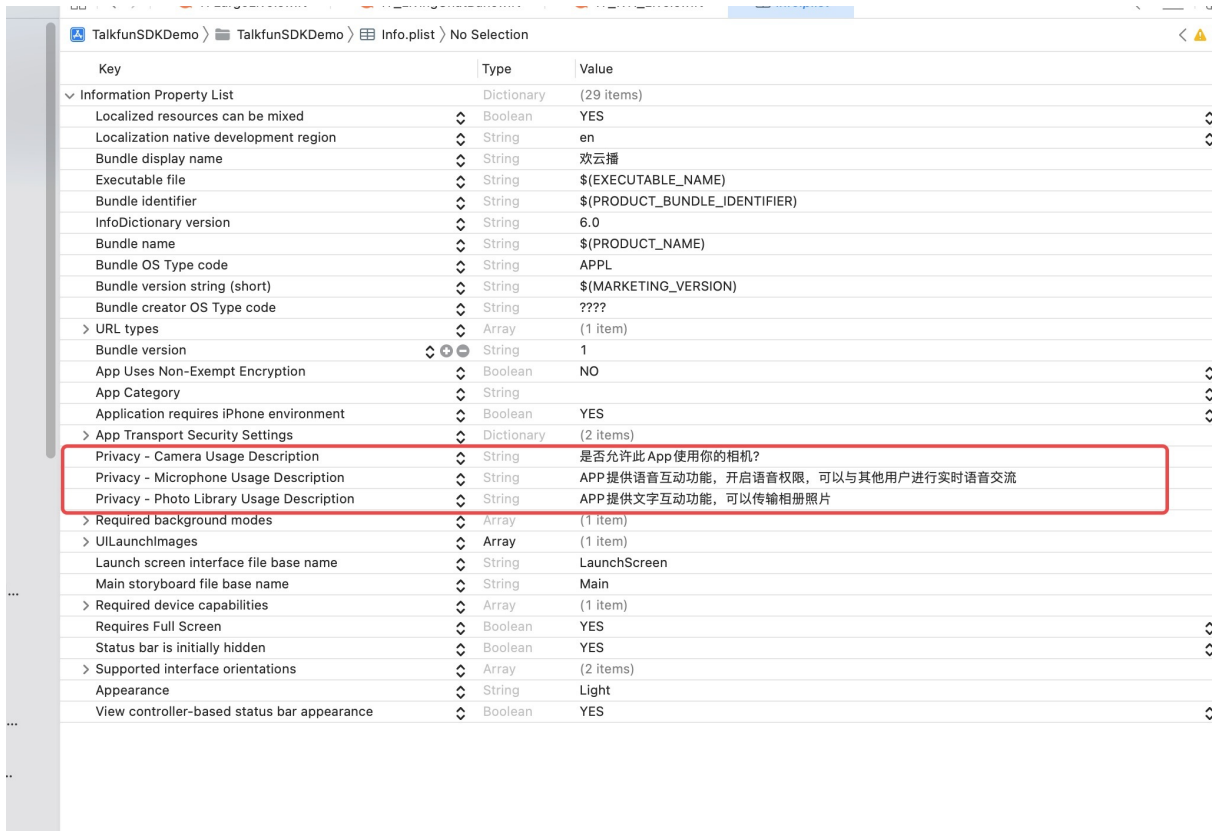 TalkfunSDKDemo 〉 TalkfunSDKDemo 〉 Info.plist 〉 No Selection
Key Type Value
Information Property List Dictionary (29 items)
Localized resources can be mixed Boolean YES
Localization native development region String en
Bundle display name String 欢云播
Executable file String $(EXECUTABLE_NAME)
Bundle identifier String $(PRODUCT_BUNDLE_IDENTIFIER)
InfoDictionary version String 6.0
Bundle name String $(PRODUCT_NAME)
Bundle OS Type code String APPL
Bundle version string (short) String $(MARKETING_VERSION)
Bundle creator OS Type code String ????
URL types Array (1 item)
Bundle version String 1
App Uses Non-Exempt Encryption Boolean NO
App Category String
Application requires iPhone environment Boolean YES
App Transport Security Settings Dictionary (2 items)
Privacy - Camera Usage Description String 是否允许此App使用你的相机?
Privacy - Microphone Usage Description String APP提供语音互动功能，开启语音权限，可以与其他用户进行实时语音交流
Privacy - Photo Library Usage Description String APP提供文字互动功能，可以传输相册照片
Required background modes Array (1 item)
UILaunchImages Array (1 item)
Launch screen interface file base name String LaunchScreen
Main storyboard file base name String Main
Required device capabilities Array (1 item)
Requires Full Screen Boolean YES
Status bar is initially hidden Boolean YES
Supported interface orientations Array (2 items)
Appearance String Light
View controller-based status bar appearance Boolean YES